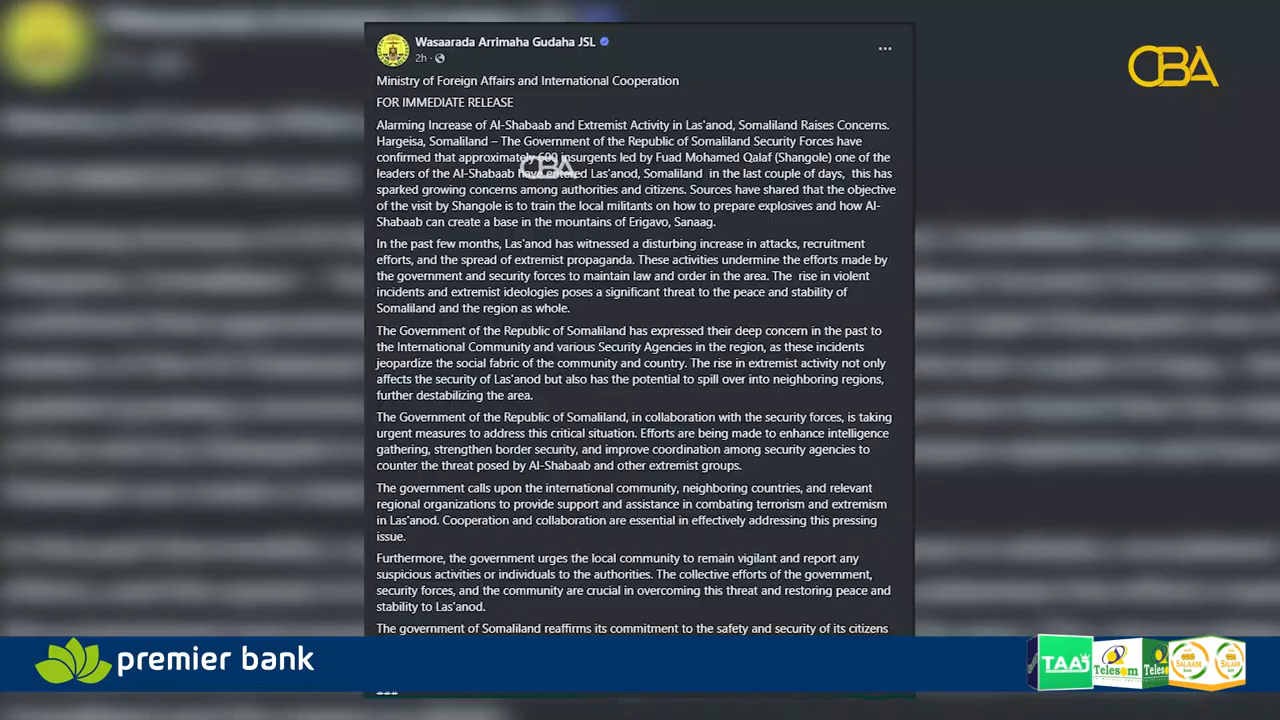 Wasaarada Arrimaha Gudaha JSL
2h
CBA
Ministry of Foreign Affairs and International Cooperation
FOR IMMEDIATE RELEASE
Alarming Increase of Al-Shabaab and Extremist Activity in Las'anod, Somaliland Raises Concerns.
Hargeisa, Somaliland – The Government of the Republic of Somaliland Security Forces have
confirmed that approximately 600 insurgents led by Fuad Mohamed Qalaf (Shangole) one of the
CBA
leaders of the Al-Shabaab have entered Las'anod, Somaliland in the last couple of days, this has
sparked growing concerns among authorities and citizens. Sources have shared that the objective
of the visit by Shangole is to train the local militants on how to prepare explosives and how Al-
Shabaab can create a base in the mountains of Erigavo, Sanaag.
In the past few months, Las'anod has witnessed a disturbing increase in attacks, recruitment
efforts, and the spread of extremist propaganda. These activities undermine the efforts made by
the government and security forces to maintain law and order in the area. The rise in violent
incidents and extremist ideologies poses a significant threat to the peace and stability of
Somaliland and the region as whole.
The Government of the Republic of Somaliland has expressed their deep concern in the past to
the International Community and various Security Agencies in the region, as these incidents
jeopardize the social fabric of the community and country. The rise in extremist activity not only
affects the security of Las'anod but also has the potential to spill over into neighboring regions,
further destabilizing the area.
The Government of the Republic of Somaliland, in collaboration with the security forces, is taking
urgent measures to address this critical situation. Efforts are being made to enhance intelligence
gathering, strengthen border security, and improve coordination among security agencies to
counter the threat posed by Al-Shabaab and other extremist groups.
The government calls upon the international community, neighboring countries, and relevant
regional organizations to provide support and assistance in combating terrorism and extremism
in Las'anod. Cooperation and collaboration are essential in effectively addressing this pressing
issue.
Furthermore, the government urges the local community to remain vigilant and report any
suspicious activities or individuals to the authorities. The collective efforts of the government,
security forces, and the community are crucial in overcoming this threat and restoring peace and
stability to Las'anod.
The government of Somaliland reaffirms its commitment to the safety and security of its citizens
premier bank
TAAJ
Telesom
SALAAM
SALAAM
###